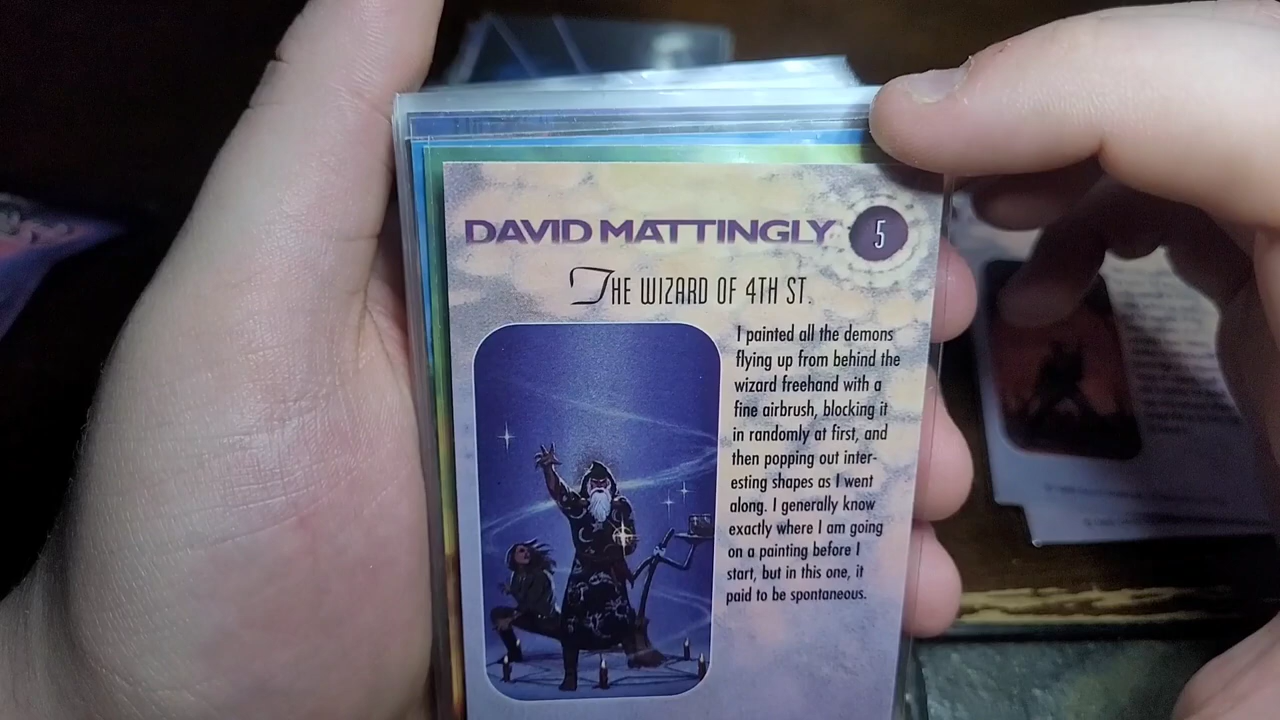 DAVID MATTINGLY 5
THE WIZARD OF 4TH ST.
I painted all the demons
flying up from behind the
wizard freehand with a
fine airbrush, blocking it
in randomly at first, and
then popping out inter-
esting shapes as I went
along. I generally know
exactly where I am going
on a painting before I
start, but in this one, it
paid to be spontaneous.